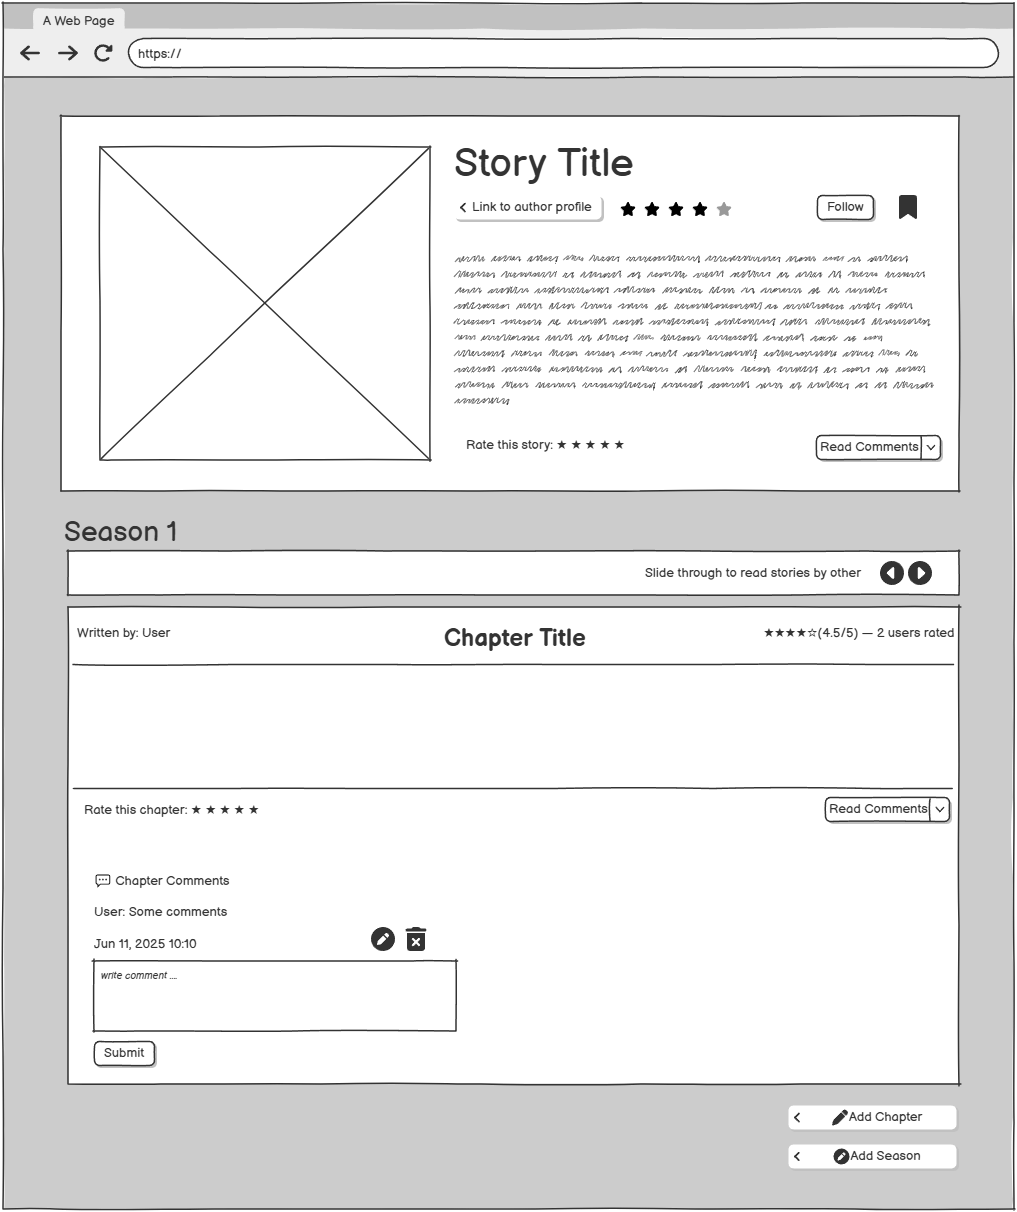 A Web Page
https://
Story Title
Link to author profile
Follow
Rate this story: ★ ★ ★ ★ ★
Read Comments
Season 1
Slide through to read stories by other
Written by: User
Chapter Title
★★★★☆(4.5/5) — 2 users rated
Rate this chapter: ★ ★ ★ ★ ★
Read Comments
Chapter Comments
User: Some comments
Jun 11, 2025 10:10
write comment ....
Submit
Add Chapter
Add Season